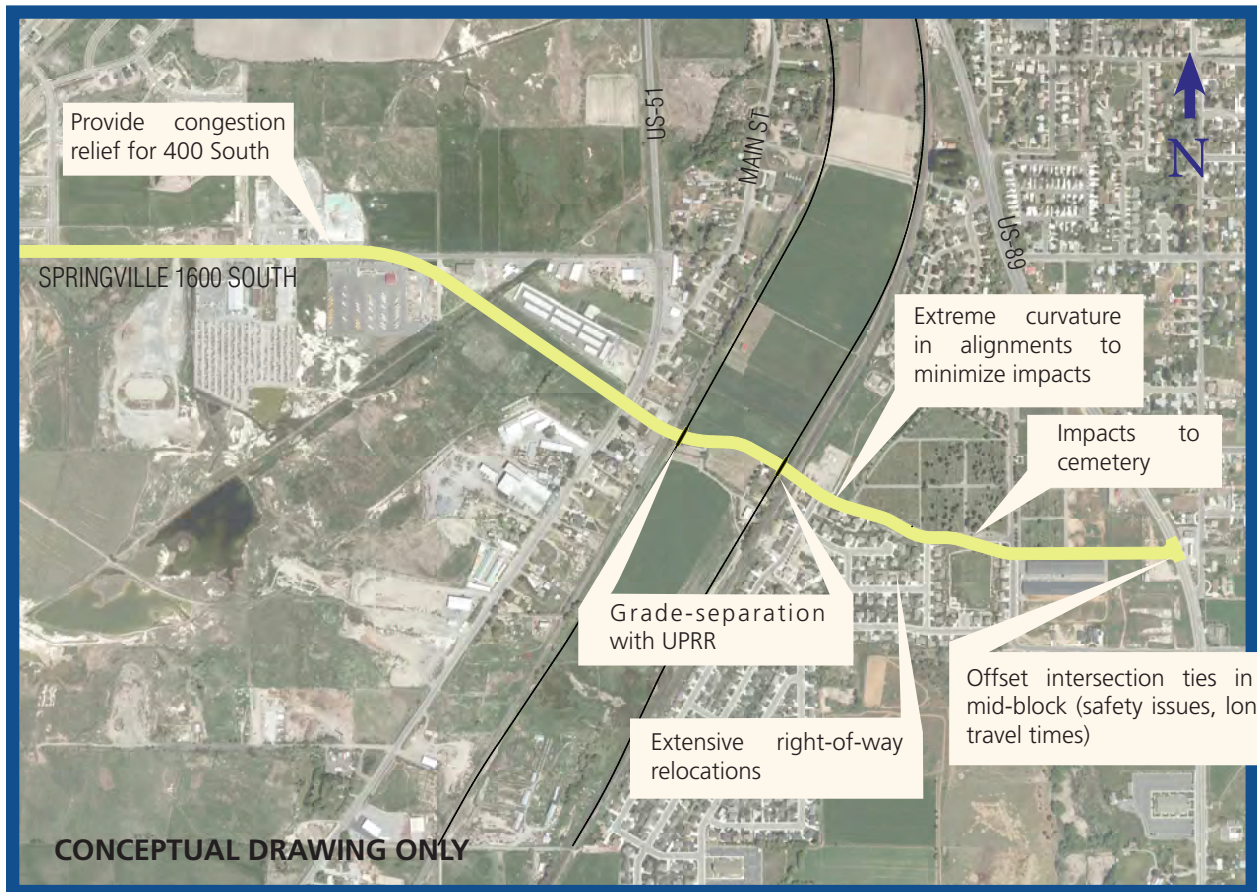 Provide congestion
relief for 400 South
US-51
MAIN ST
N
SPRINGVILLE 1600 SOUTH
US-89
Extreme curvature
in alignments to
minimize impacts
Impacts to
cemetery
Grade-separation
with UPRR
Offset intersection ties in
mid-block (safety issues, lon
travel times)
Extensive right-of-way
relocations
CONCEPTUAL DRAWING ONLY